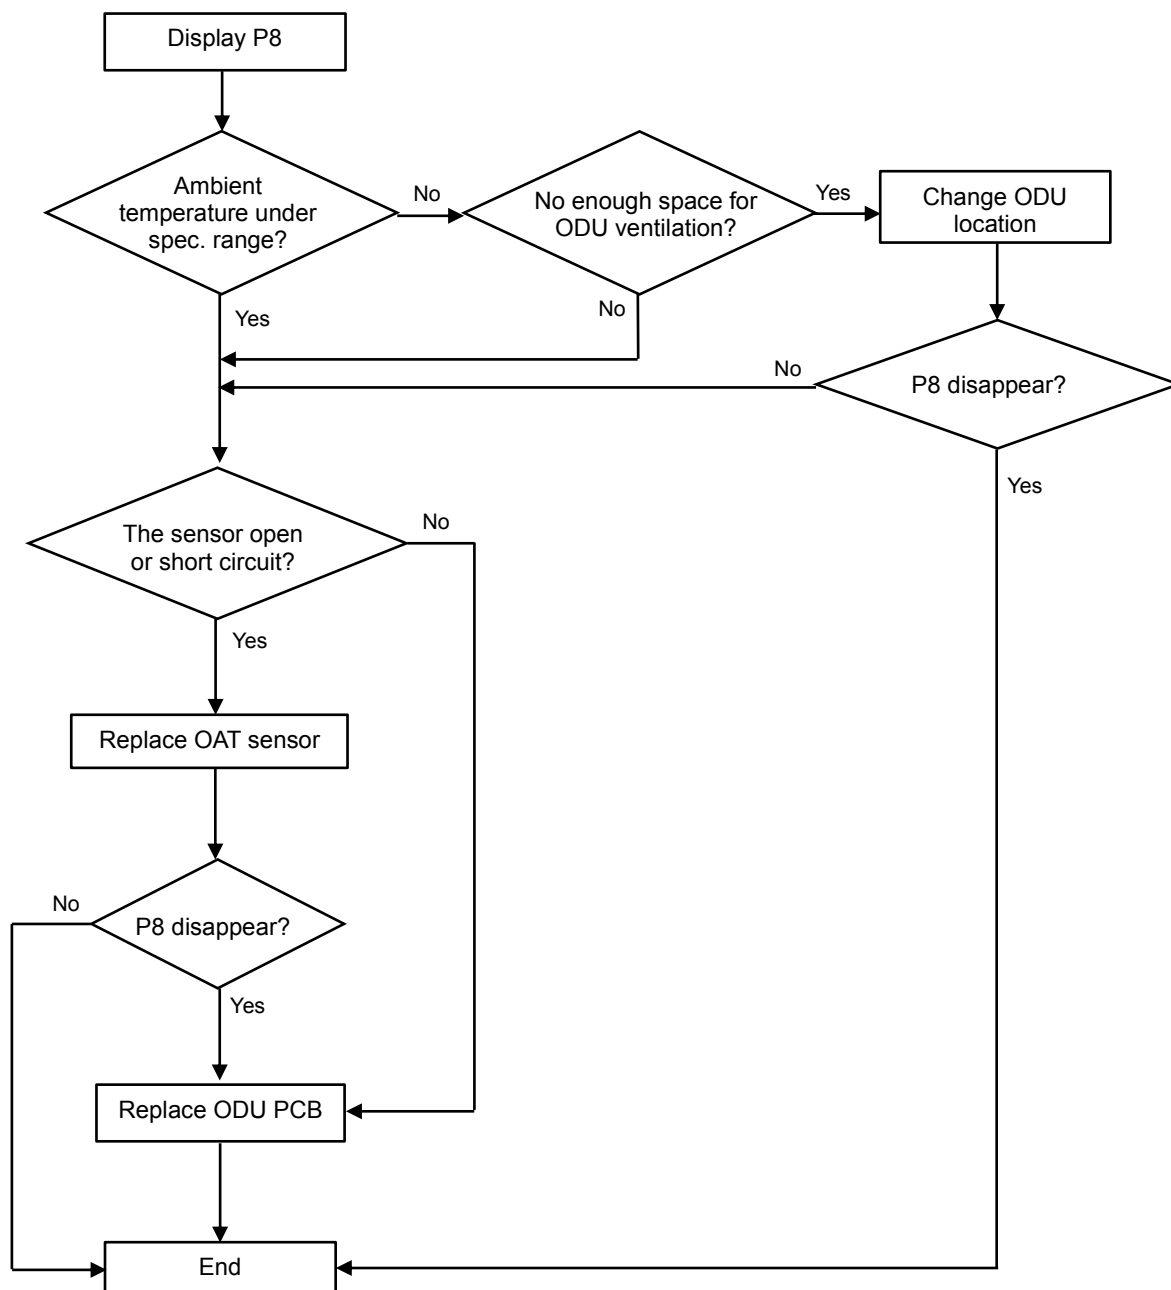 Display P8
Ambient
temperature under
spec. range?
No
No enough space for
ODU ventilation?
Yes
Change ODU
location
Yes
No
No
P8 disappear?
Yes
The sensor open
or short circuit?
No
Yes
Replace OAT sensor
No
P8 disappear?
Yes
Replace ODU PCB
End